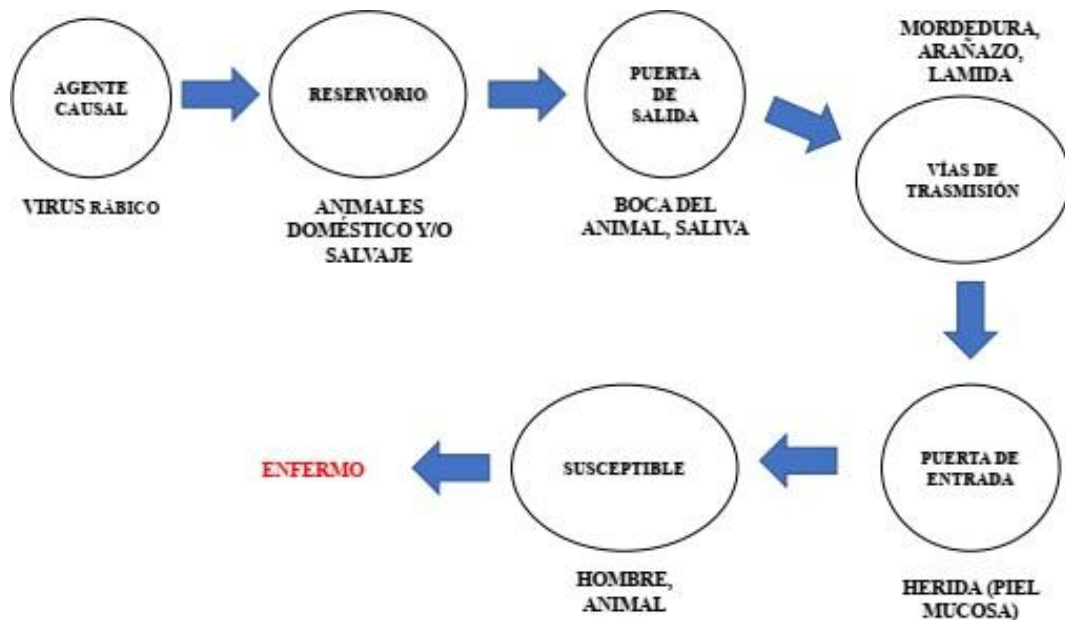 AGENTE
CAUSAL
VIRUS RÁBICO
RESERVORIO
ANIMALES
DOMÉSTICO Y/O
SALVAJE
PUERTA
DE
SALIDA
BOCA DEL
ANIMAL, SALIVA
MORDEDURA,
ARAÑAZO,
LAMIDA
VÍAS DE
TRASMISIÓN
PUERTA DE
ENTRADA
HERIDA (PIEL
MUCOSA)
SUSCEPTIBLE
HOMBRE,
ANIMAL
ENFERMO